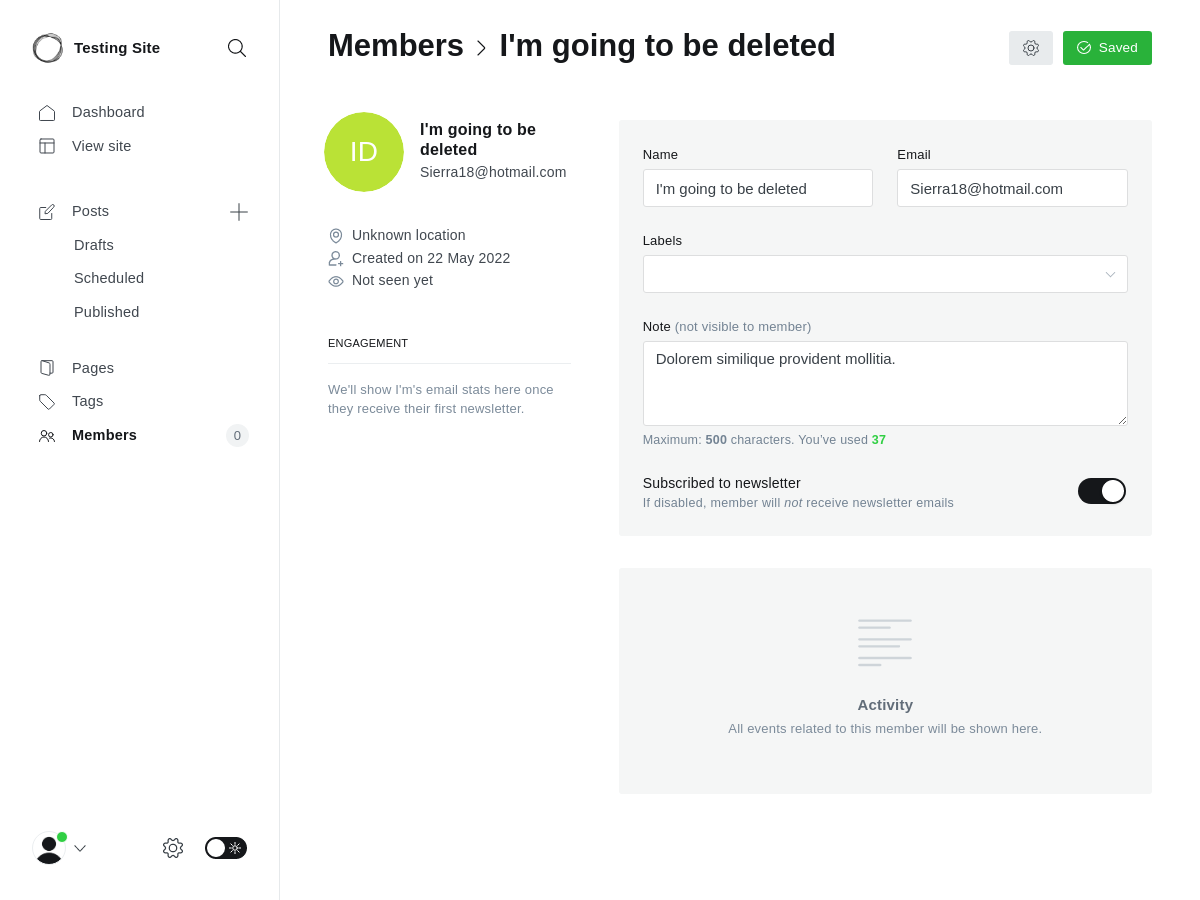 Testing Site
Dashboard
View site
Posts
Drafts
Scheduled
Published
Pages
Tags
Members
0
Members
I'm going to be deleted
Saved
ID
I'm going to be
deleted
Sierra18@hotmail.com
Unknown location
Created on 22 May 2022
Not seen yet
ENGAGEMENT
We'll show I'm's email stats here once
they receive their first newsletter.
Name
Email
I'm going to be deleted
Sierra18@hotmail.com
Labels
Note (not visible to member)
Dolorem similique provident mollitia.
Maximum: 500 characters. You've used 37
Subscribed to newsletter
If disabled, member will not receive newsletter emails
Activity
All events related to this member will be shown here.